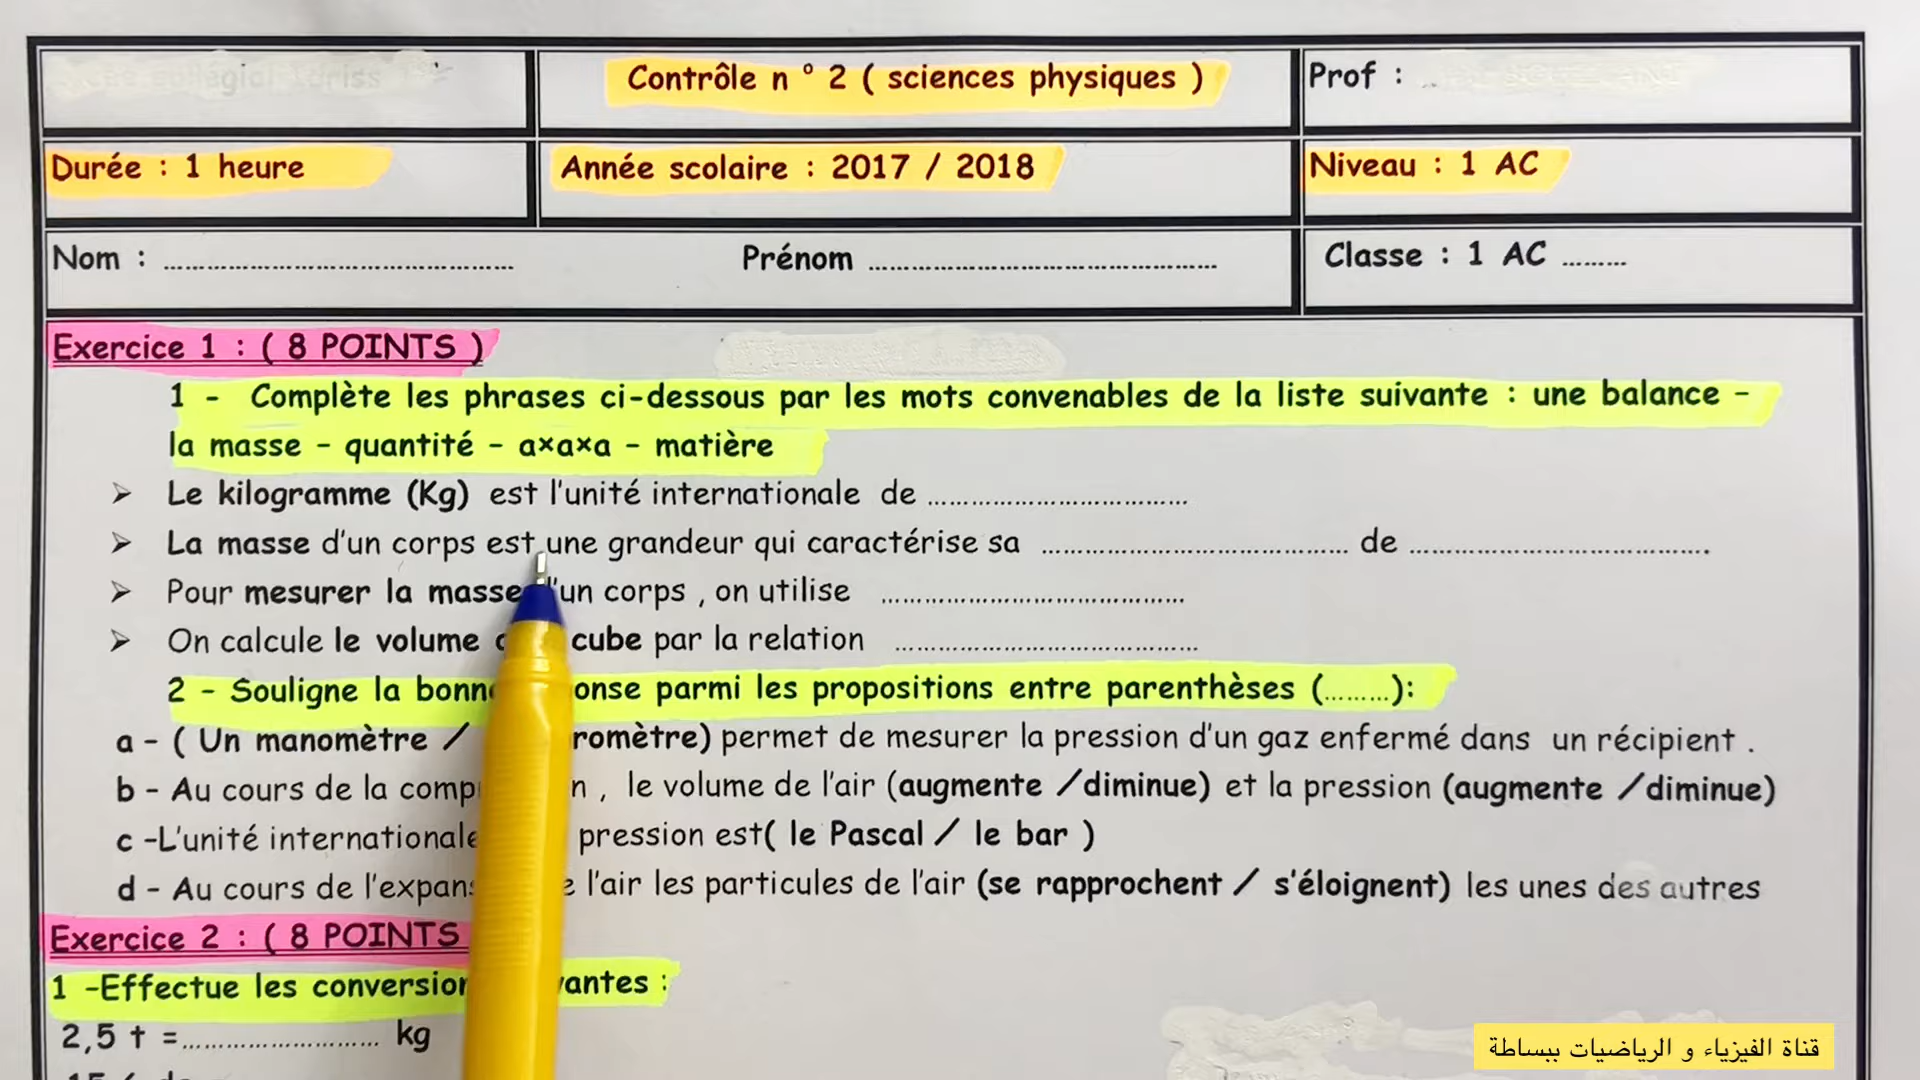 Contrôle n ° 2 ( sciences physiques )
Prof :
Durée : 1 heure
Année scolaire : 2017 / 2018
Niveau : 1 AC
Nom : ........................................
Prénom ........................................
Classe : 1 AC .........
Exercice 1 : ( 8 POINTS )
1 - Complète les phrases ci-dessous par les mots convenables de la liste suivante : une balance –
la masse – quantité – a×a×a – matière
➢ Le kilogramme (Kg) est l'unité internationale de ....................................
➢ La masse d'un corps est une grandeur qui caractérise sa .......................................... de .........................................
➢ Pour mesurer la masse d'un corps , on utilise ..........................................
➢ On calcule le volume cube par la relation ..........................................
2 - Souligne la bonne onse parmi les propositions entre parenthèses (.........):
a – ( Un manomètre / romètre) permet de mesurer la pression d'un gaz enfermé dans un récipient .
b – Au cours de la comp n , le volume de l'air (augmente /diminue) et la pression (augmente /diminue)
c -L'unité internationale pression est( le Pascal / le bar )
d – Au cours de l'expans e l'air les particules de l'air (se rapprochent / s'éloignent) les unes des autres
Exercice 2 : ( 8 POINTS
1 -Effectue les conversion vantes :
2,5 t =........................... kg
قناة الفيزياء و الرياضيات ببساطة